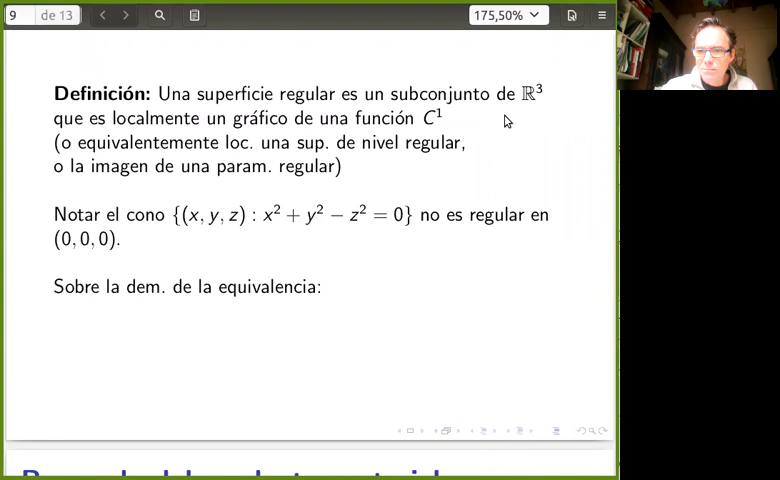 9 de 13 175,50%
Definición: Una superficie regular es un subconjunto de ℝ³
que es localmente un gráfico de una función C¹
(o equivalentemente loc. una sup. de nivel regular,
o la imagen de una param. regular)
Notar el cono {(x, y, z) : x² + y² − z² = 0} no es regular en
(0, 0, 0).
Sobre la dem. de la equivalencia: